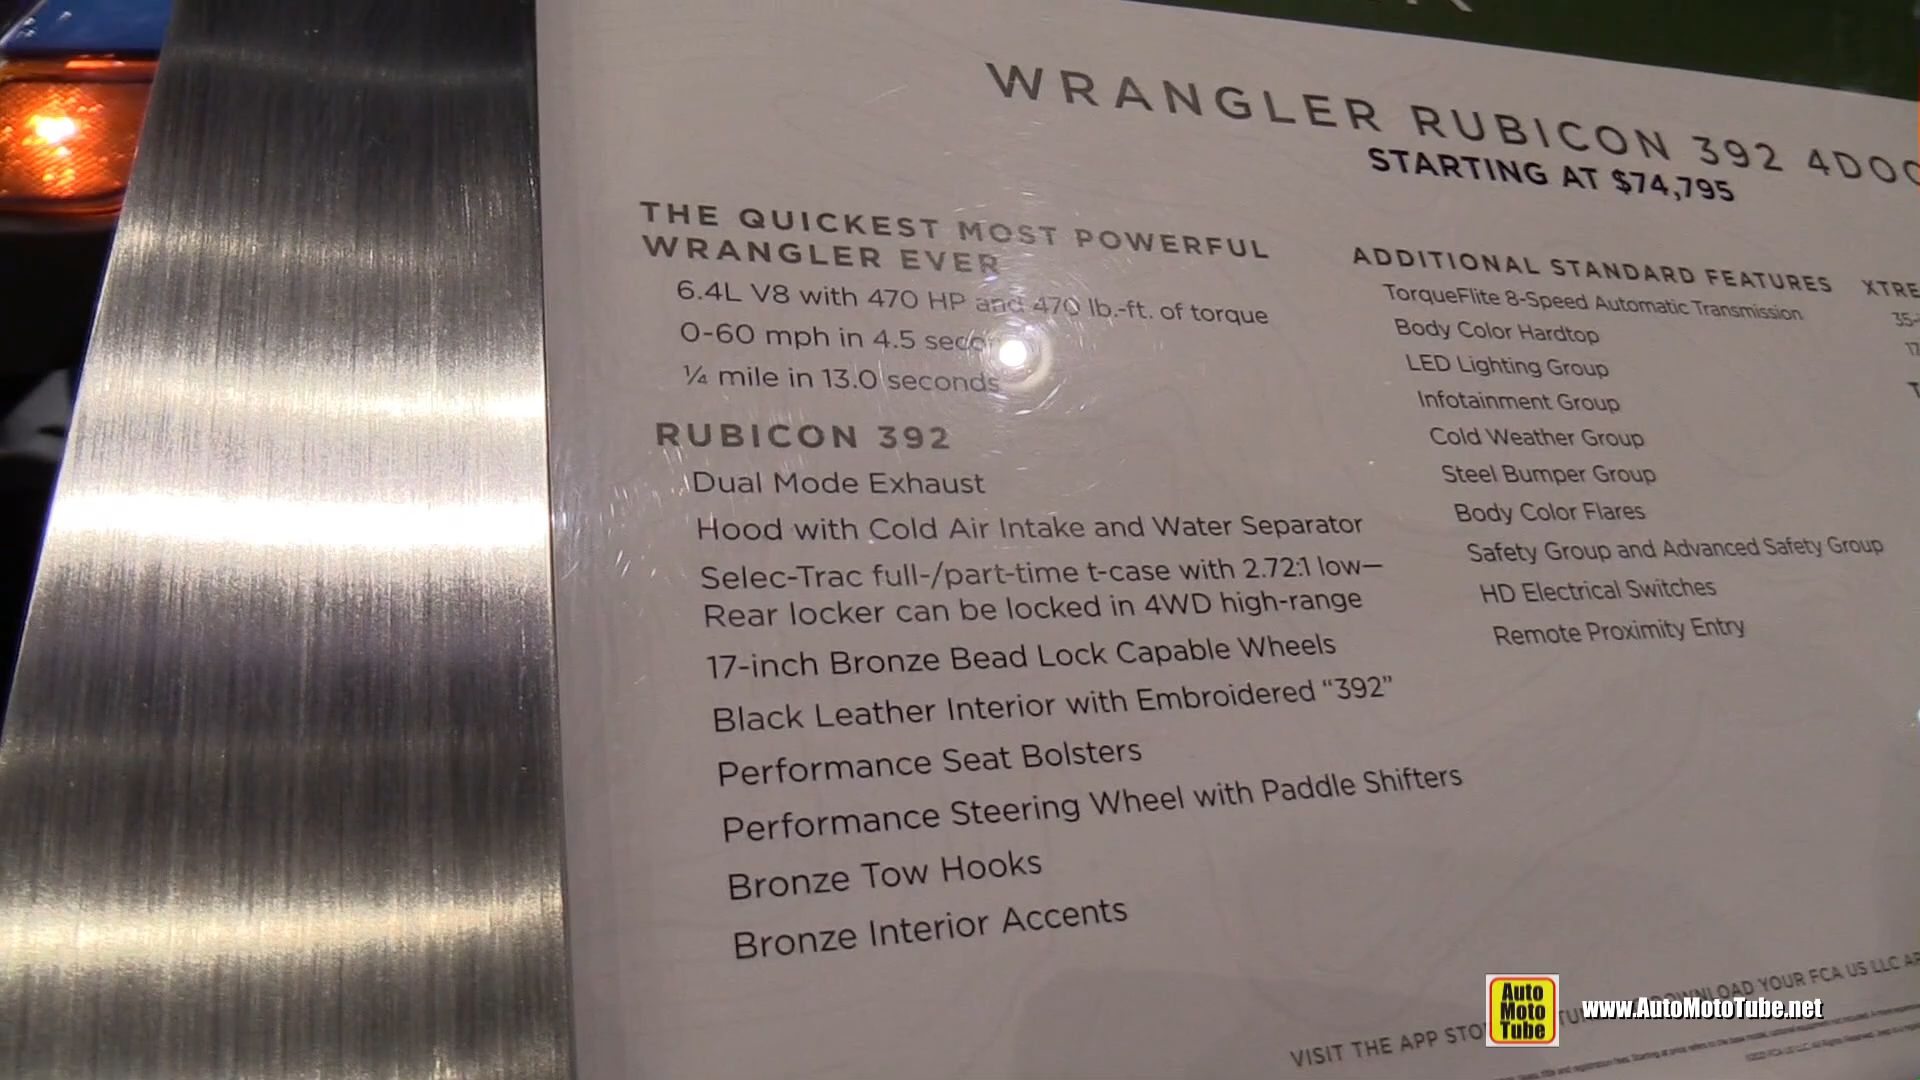 WRANGLER RUBICON 392
STARTING AT $74,795
THE QUICKEST MOST POWERFUL
WRANGLER EVER
6.4L V8 with 470 HP and 470 lb.-ft. of torque
0-60 mph in 4.5
¼ mile in 13.0 seconds
RUBICON 392
Dual Mode Exhaust
Hood with Cold Air Intake and Water Separator
Selec-Trac full-/part-time t-case with 2.72:1 low—
Rear locker can be locked in 4WD high-range
17-inch Bronze Bead Lock Capable Wheels
Black Leather Interior with Embroidered “392”
Performance Seat Bolsters
Performance Steering Wheel with Paddle Shifters
Bronze Tow Hooks
Bronze Interior Accents
ADDITIONAL STANDARD FEATURES
TorqueFlite 8-Speed Automatic Transmission
Body Color Hardtop
LED Lighting Group
Infotainment Group
Cold Weather Group
Steel Bumper Group
Body Color Flares
Safety Group and Advanced Safety Group
HD Electrical Switches
Remote Proximity Entry
VISIT THE APP DOWNLOAD YOUR FCA US LLC
Auto
Moto
Tube
www.AutoMotoTube.net